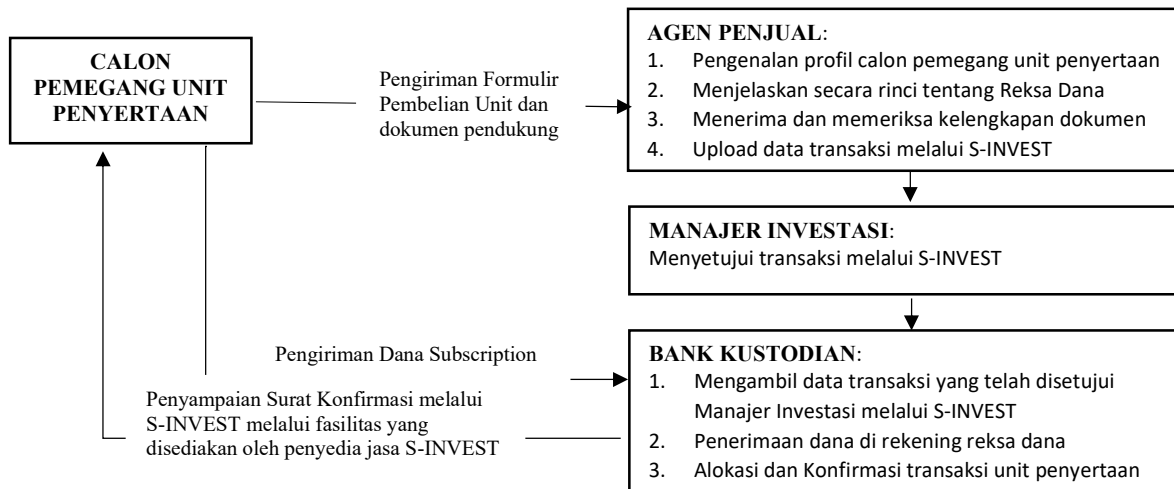 CALON
PEMEGANG UNIT
PENYERTAAN
Pengiriman Formulir
Pembelian Unit dan
dokumen pendukung
AGEN PENJUAL:
1. Pengenalan profil calon pemegang unit penyertaan
2. Menjelaskan secara rinci tentang Reksa Dana
3. Menerima dan memeriksa kelengkapan dokumen
4. Upload data transaksi melalui S-INVEST
MANAJER INVESTASI:
Menyetujui transaksi melalui S-INVEST
Pengiriman Dana Subscription
BANK KUSTODIAN:
1. Mengambil data transaksi yang telah disetujui
Manajer Investasi melalui S-INVEST
2. Penerimaan dana di rekening reksa dana
3. Alokasi dan Konfirmasi transaksi unit penyertaan
Penyampaian Surat Konfirmasi melalui
S-INVEST melalui fasilitas yang
disediakan oleh penyedia jasa S-INVEST